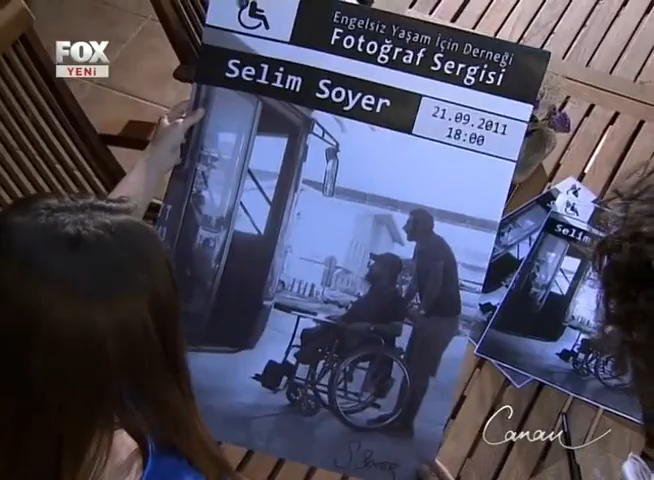 FOX
YENİ
Engelsiz Yaşam İçin Derneği
Fotoğraf Sergisi
Selim Soyer
21.09.2011
18:00
Selim
Canan